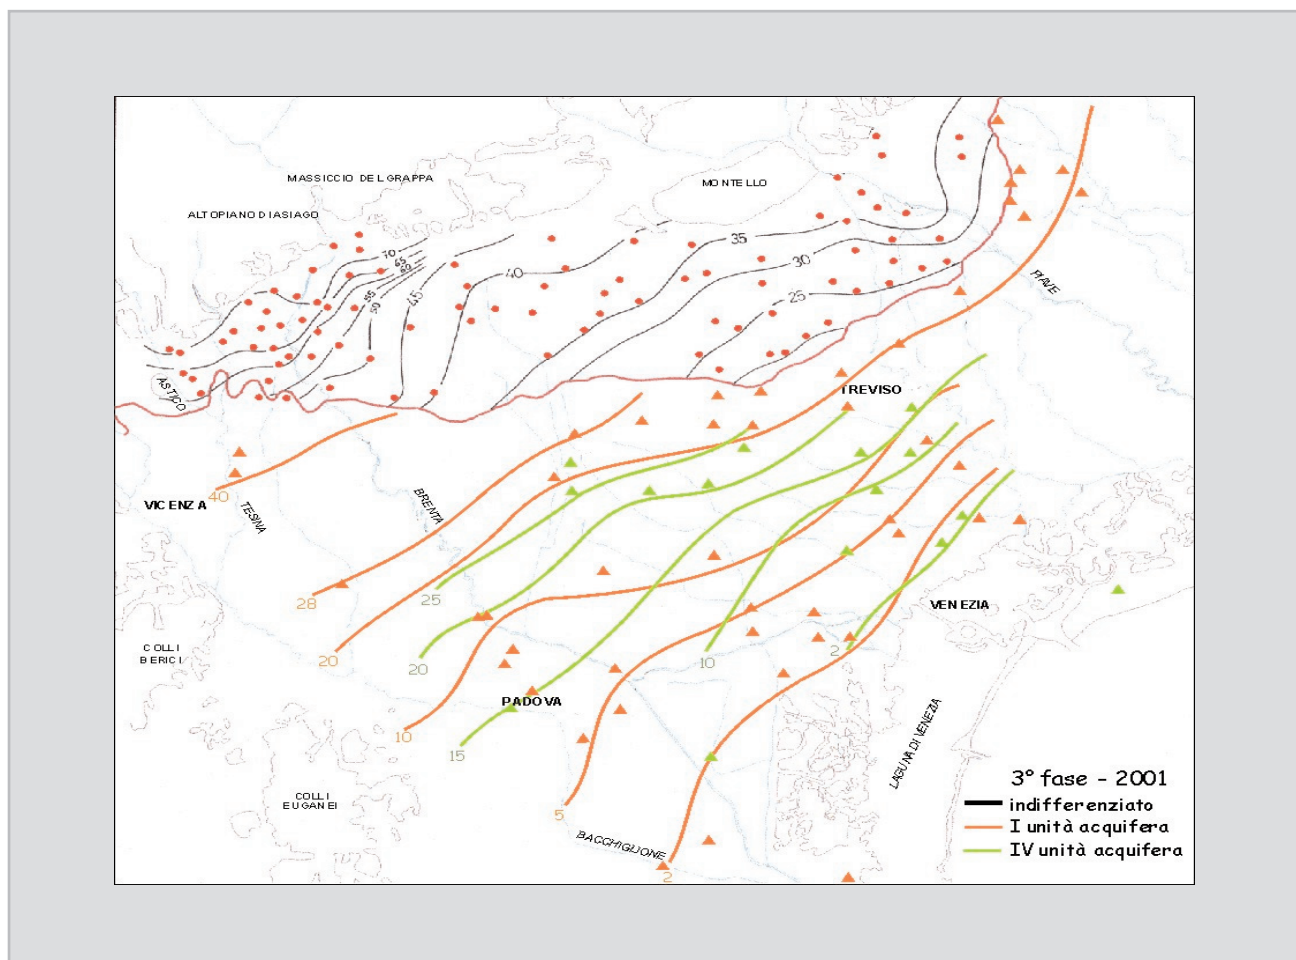 MASSICCIO DEL GRAPPA
MONTELLO
ALTOPIANO DI ASIAGO
70
65
60
55
50
45
40
35
30
25
PIAVE
ASTICO
TREVISO
VICENZA
40
TESINA
BRENTA
28
25
20
20
10
2
VENEZIA
COLLI
BERICI
PADOVA
10
15
LAGUNA DI VENEZIA
COLLI
EUGANEI
5
BACCHIGLIONE
2
3° fase - 2001
indifferenziato
I unità acquifera
IV unità acquifera